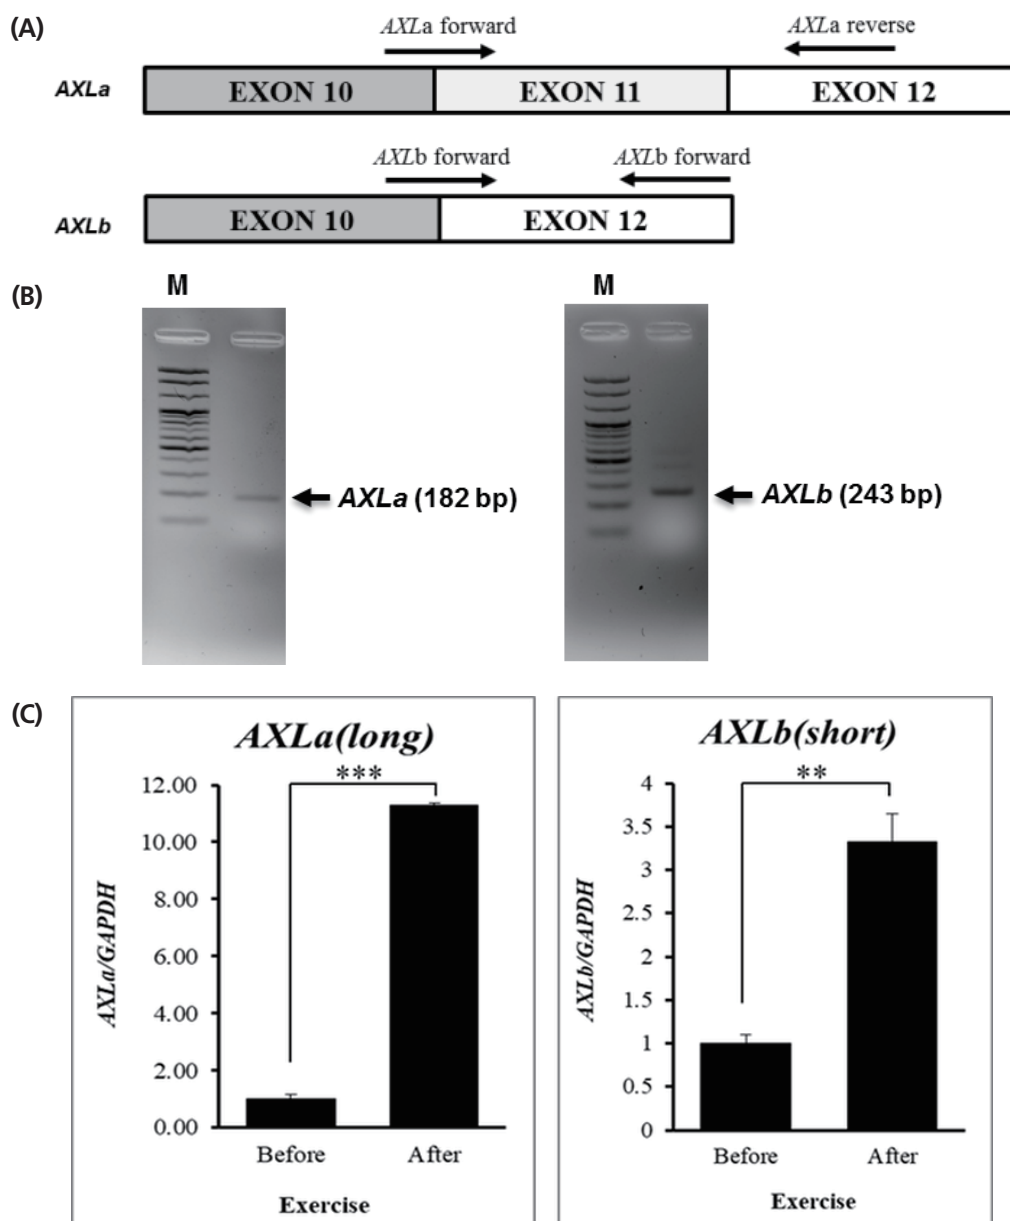 (A)
AXLa forward
AXLa reverse
AXLa
EXON 10
EXON 11
EXON 12
AXLb forward
AXLb forward
AXLb
EXON 10
EXON 12
(B)
M
AXLa (182 bp)
M
AXLb (243 bp)
(C)
AXLa(long)
***
12.00
10.00
8.00
6.00
4.00
2.00
0.00
AXLa/GAPDH
Before
After
Exercise
AXLb(short)
**
4
3.5
3
2.5
2
1.5
1
0.5
0
AXLb/GAPDH
Before
After
Exercise